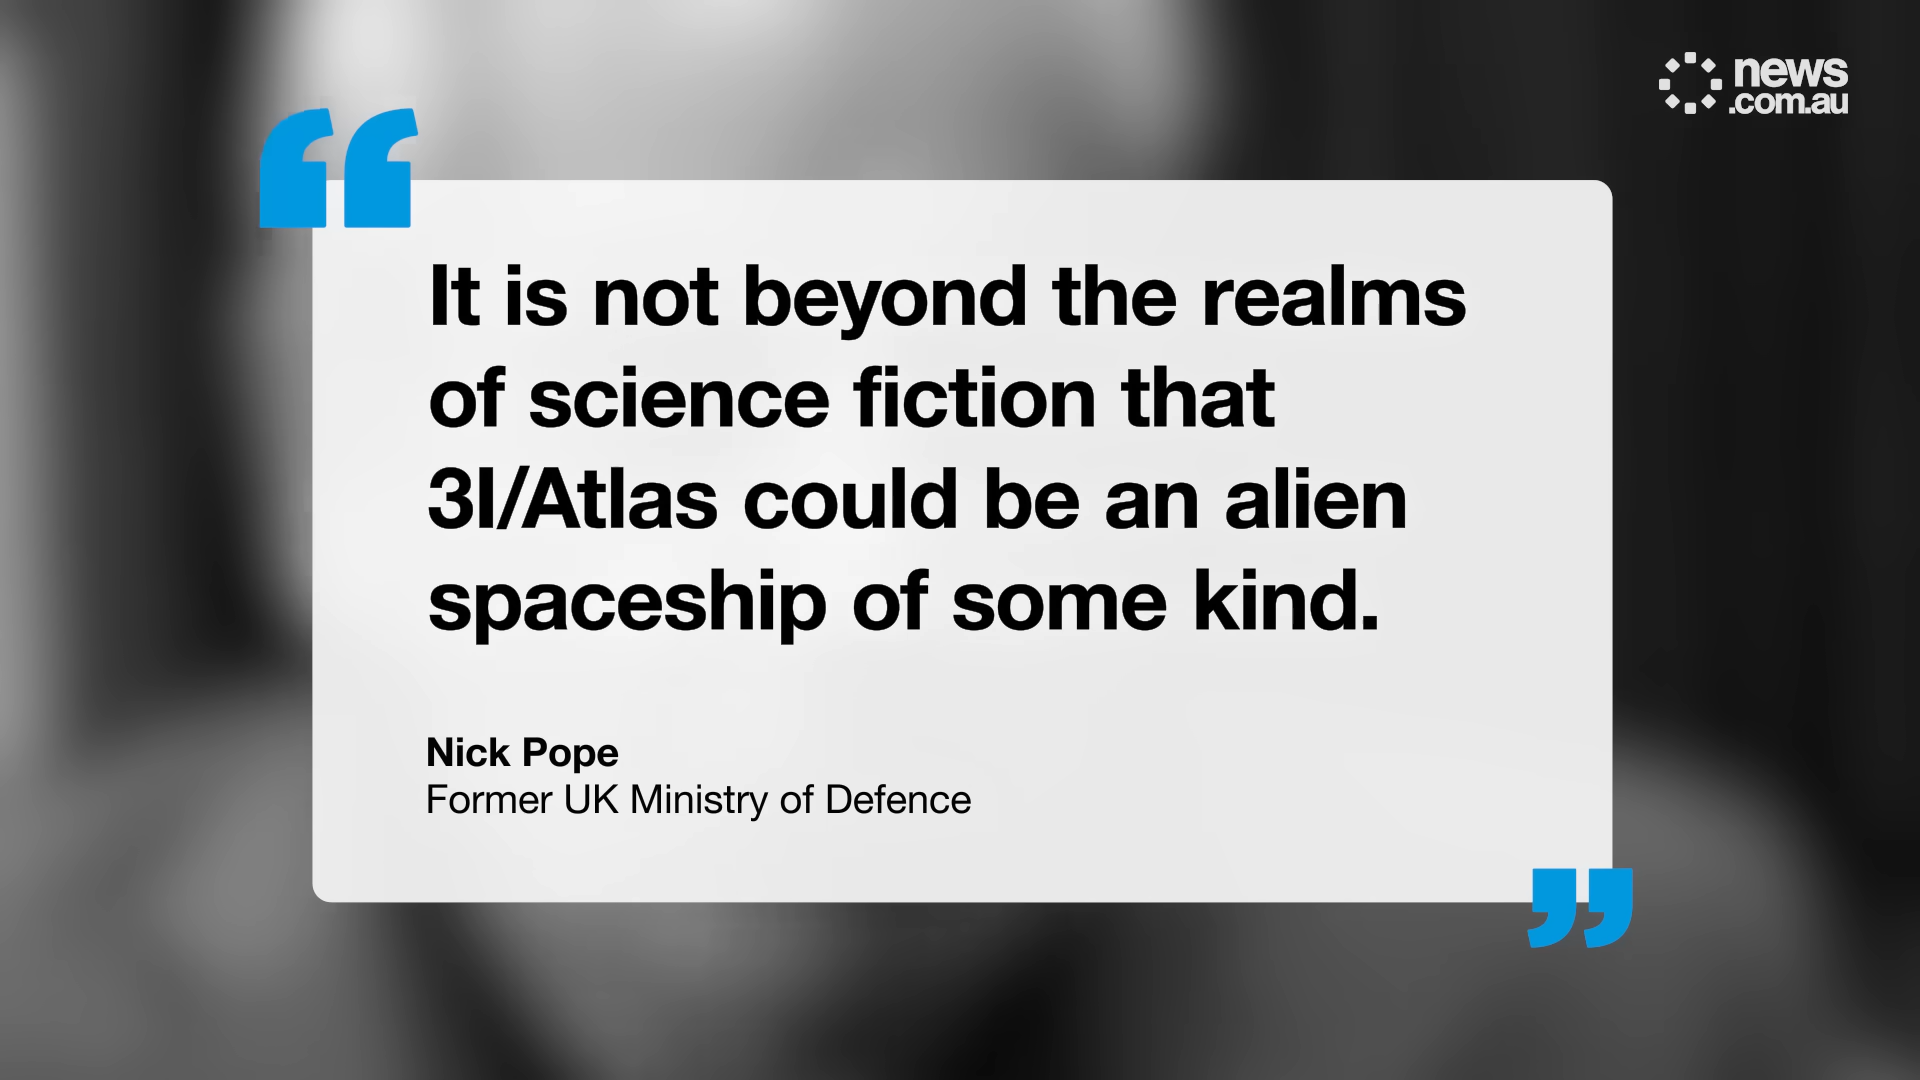 news
.com.au
“
It is not beyond the realms
of science fiction that
3I/Atlas could be an alien
spaceship of some kind.
Nick Pope
Former UK Ministry of Defence
”